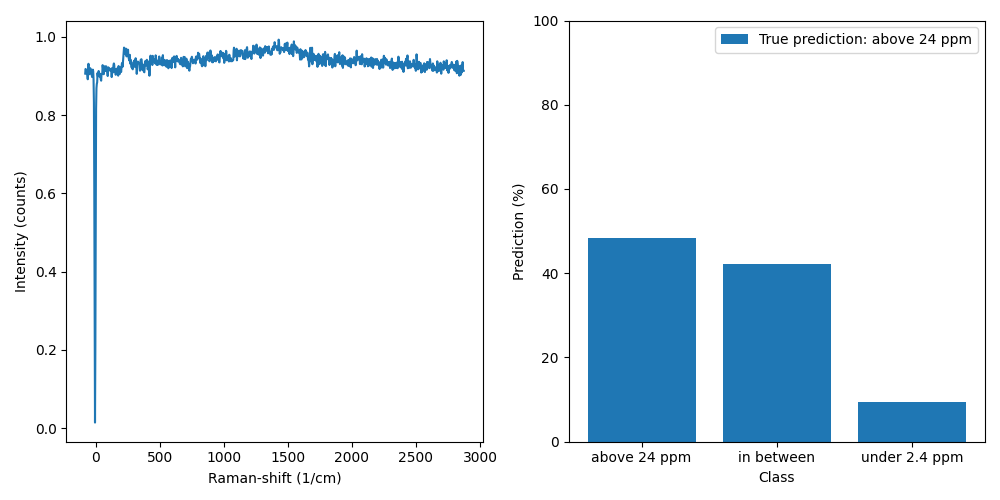 1.0
0.8
0.6
0.4
0.2
0.0
Intensity (counts)
0 500 1000 1500 2000 2500 3000
Raman-shift (1/cm)
100
80
60
40
20
0
Prediction (%)
True prediction: above 24 ppm
above 24 ppm in between under 2.4 ppm
Class